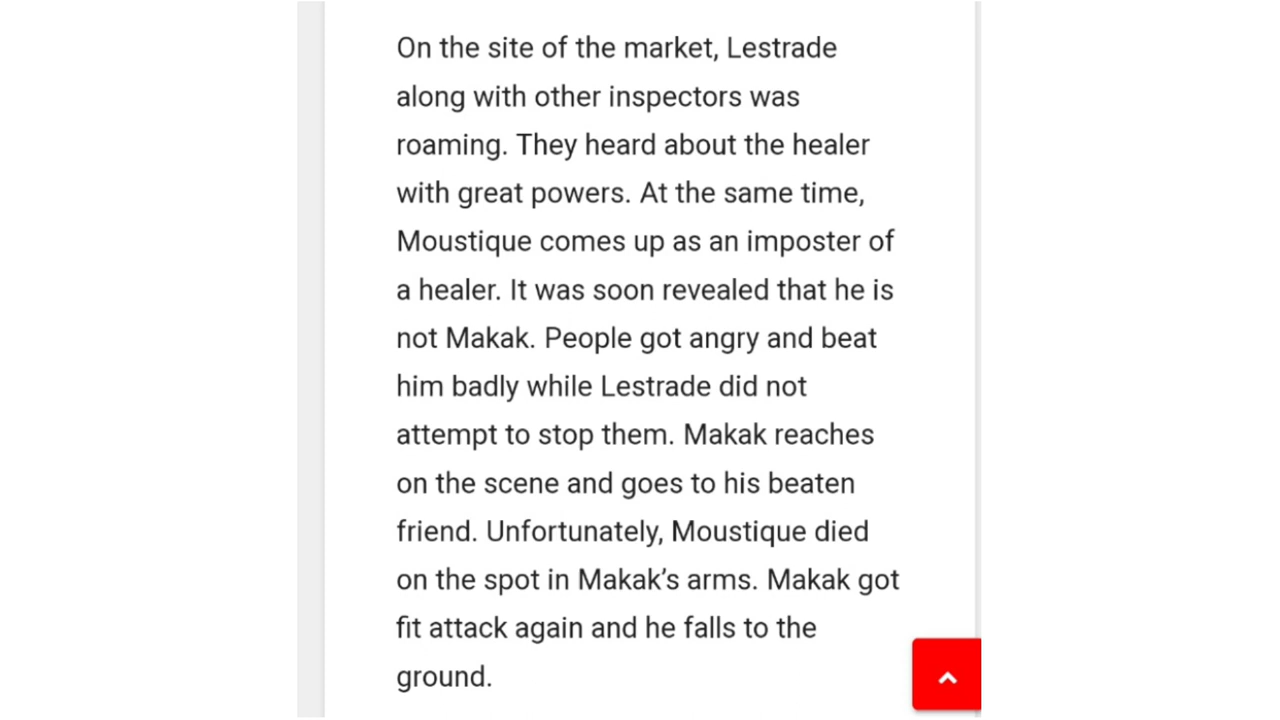 On the site of the market, Lestrade
along with other inspectors was
roaming. They heard about the healer
with great powers. At the same time,
Moustique comes up as an imposter of
a healer. It was soon revealed that he is
not Makak. People got angry and beat
him badly while Lestrade did not
attempt to stop them. Makak reaches
on the scene and goes to his beaten
friend. Unfortunately, Moustique died
on the spot in Makak’s arms. Makak got
fit attack again and he falls to the
ground.